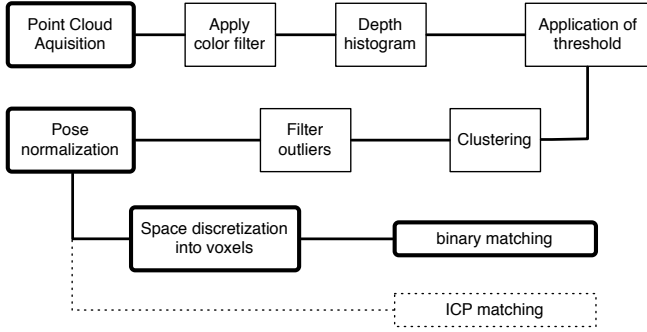 Point Cloud
Aquisition
Apply
color filter
Depth
histogram
Application of
threshold
Pose
normalization
Filter
outliers
Clustering
Space discretization
into voxels
binary matching
ICP matching